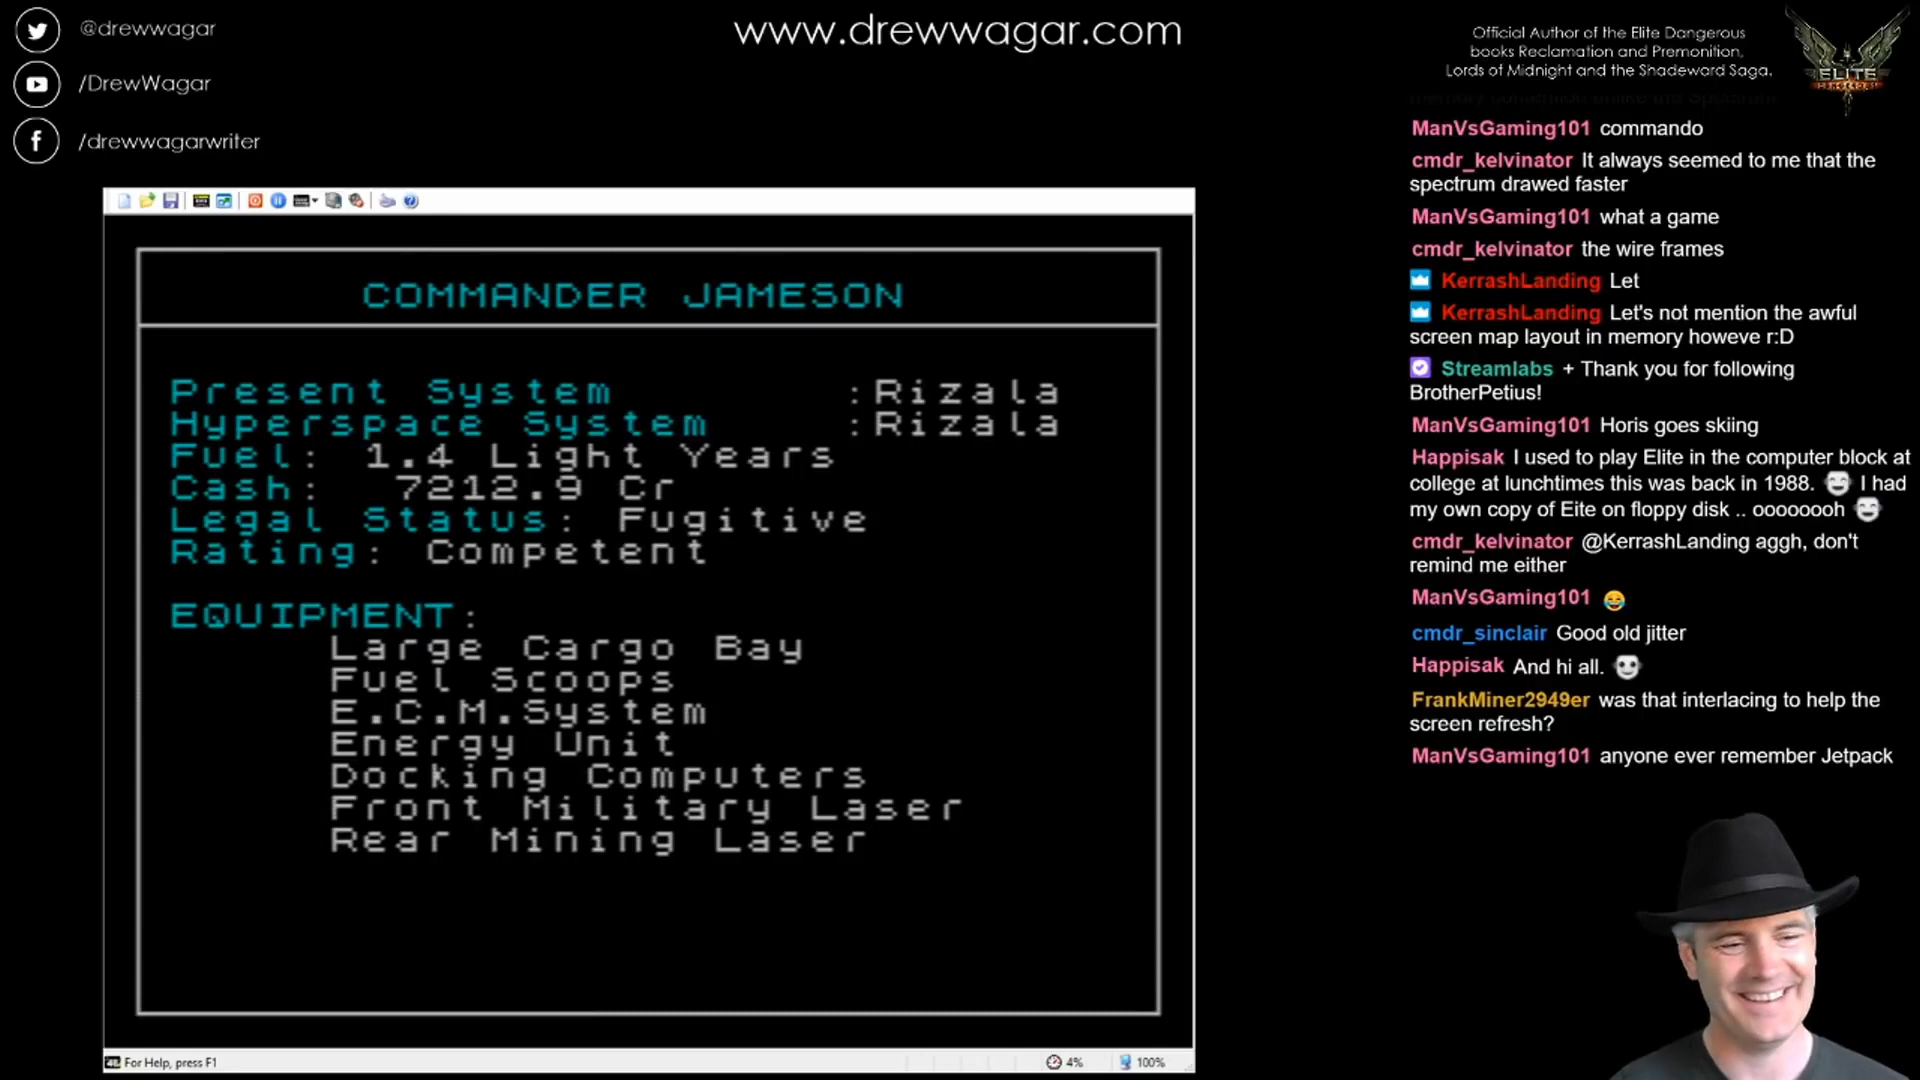 @drewwagar
/DrewWagar
/drewwagarwriter
www.drewwagar.com
Official Author of the Elite Dangerous
books Reclamation and Premonition,
Lords of Midnight and the Shadeward Saga.
ELITE
DANGEROUS
COMMANDER JAMESON
Present System :Rizala
Hyperspace System :Rizala
Fuel: 1.4 Light Years
Cash: 7212.9 Cr
Legal Status: Fugitive
Rating: Competent
EQUIPMENT:
Large Cargo Bay
Fuel Scoops
E.C.M.System
Energy Unit
Docking Computers
Front Military Laser
Rear Mining Laser
For Help, press F1
4%
100%
ManVsGaming101 commando
cmdr_kelvinator It always seemed to me that the
spectrum drawed faster
ManVsGaming101 what a game
cmdr_kelvinator the wire frames
KerrashLanding Let
KerrashLanding Let's not mention the awful
screen map layout in memory howeve r:D
Streamlabs + Thank you for following
BrotherPetius!
ManVsGaming101 Horis goes skiing
Happisak I used to play Elite in the computer block at
college at lunchtimes this was back in 1988. I had
my own copy of Eite on floppy disk .. ooooooh
cmdr_kelvinator @KerrashLanding aggh, don't
remind me either
ManVsGaming101
cmdr_sinclair Good old jitter
Happisak And hi all.
FrankMiner2949er was that interlacing to help the
screen refresh?
ManVsGaming101 anyone ever remember Jetpack